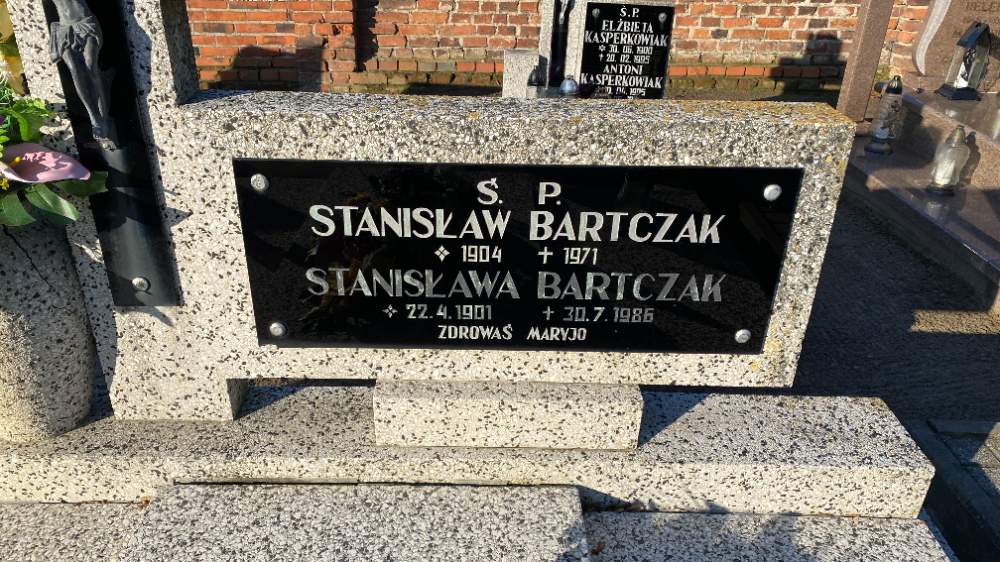 Ś. P.
STANISŁAW BARTCZAK
❖ 1904 ✝ 1971
STANISŁAWA BARTCZAK
❖ 22.4.1901 ✝ 30.7.1986
ZDROWAŚ MARYJO
Ś.P.
ELŻBIETA
KASPERKOWIAK
ANTONI
KASPERKOWIAK